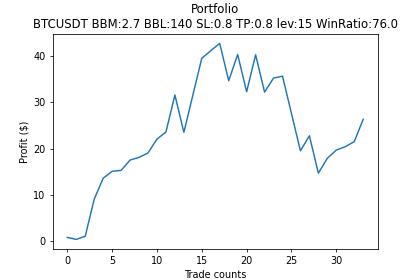 Portfolio
BTCUSDT BBM:2.7 BBL:140 SL:0.8 TP:0.8 lev:15 WinRatio:76.0
40
30
20
10
0
Profit ($)
0 5 10 15 20 25 30
Trade counts